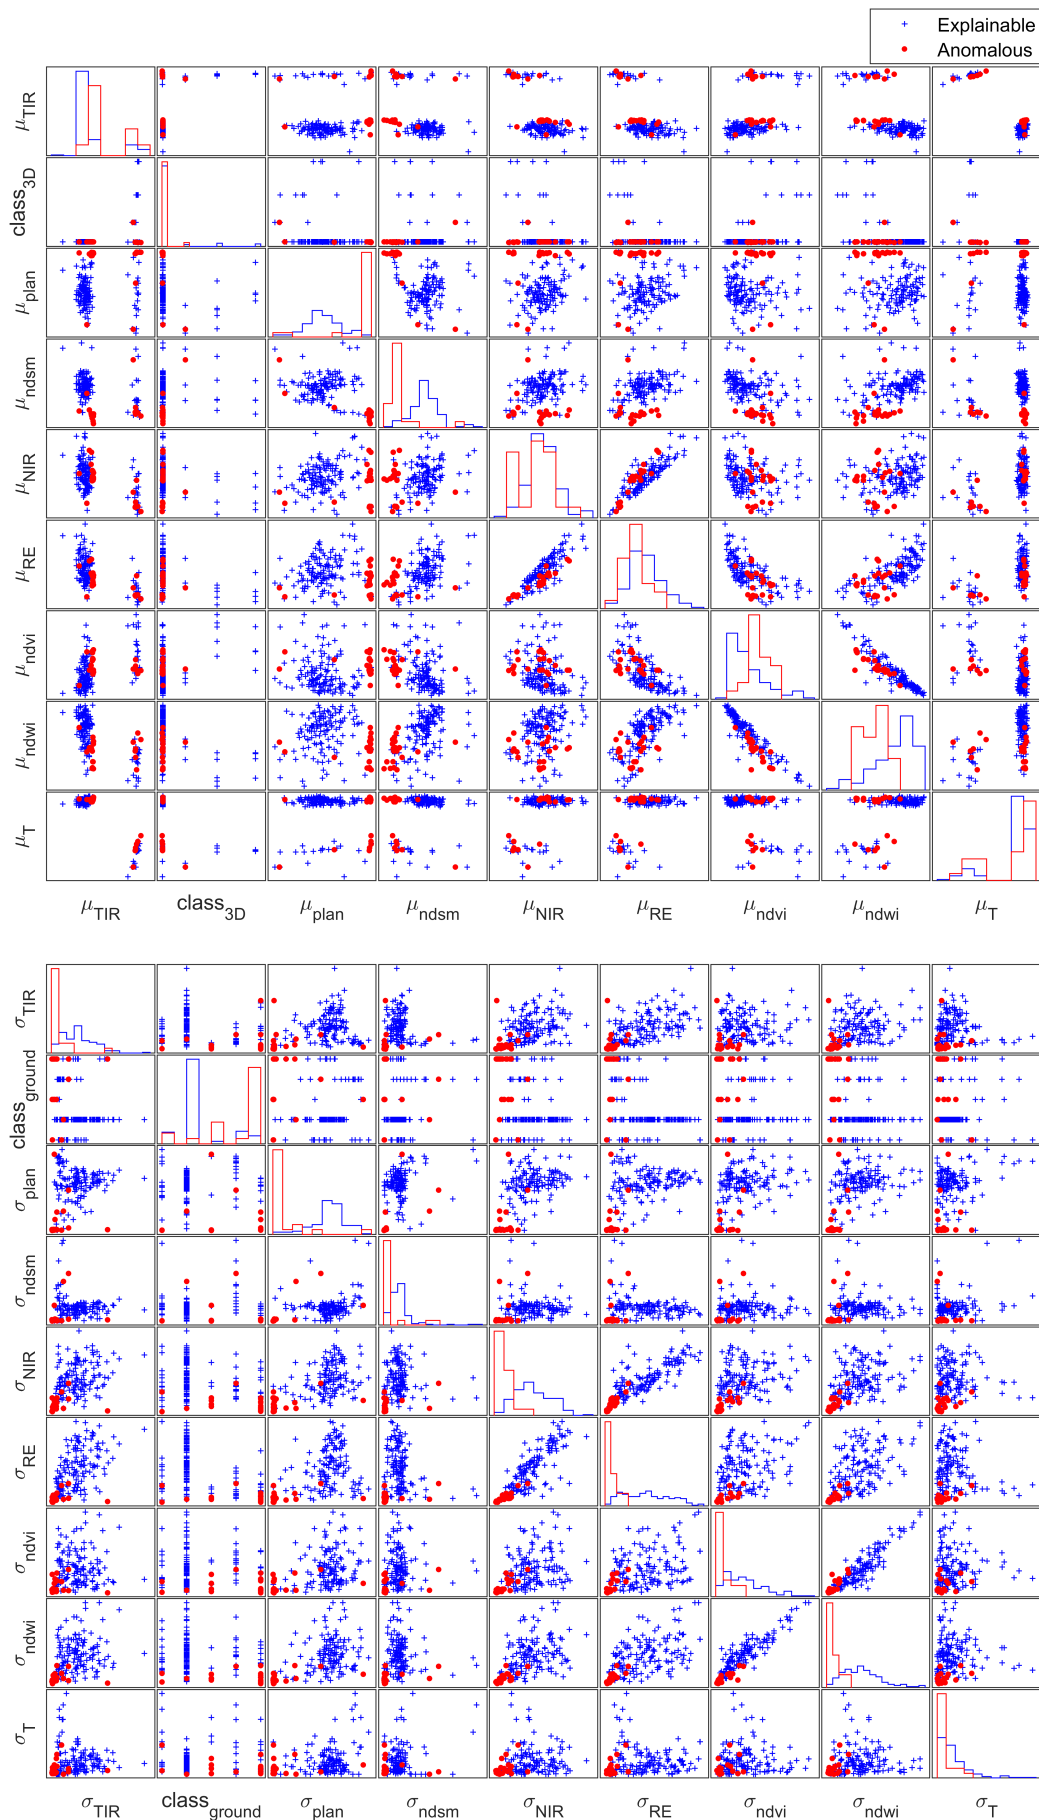 Explainable
Anomalous
μTIR
class3D
μplan
μndsm
μNIR
μRE
μndvi
μndwi
μT
μTIR class3D μplan μndsm μNIR μRE μndvi μndwi μT
σTIR
classground
σplan
σndsm
σNIR
σRE
σndvi
σndwi
σT
σTIR classground σplan σndsm σNIR σRE σndvi σndwi σT